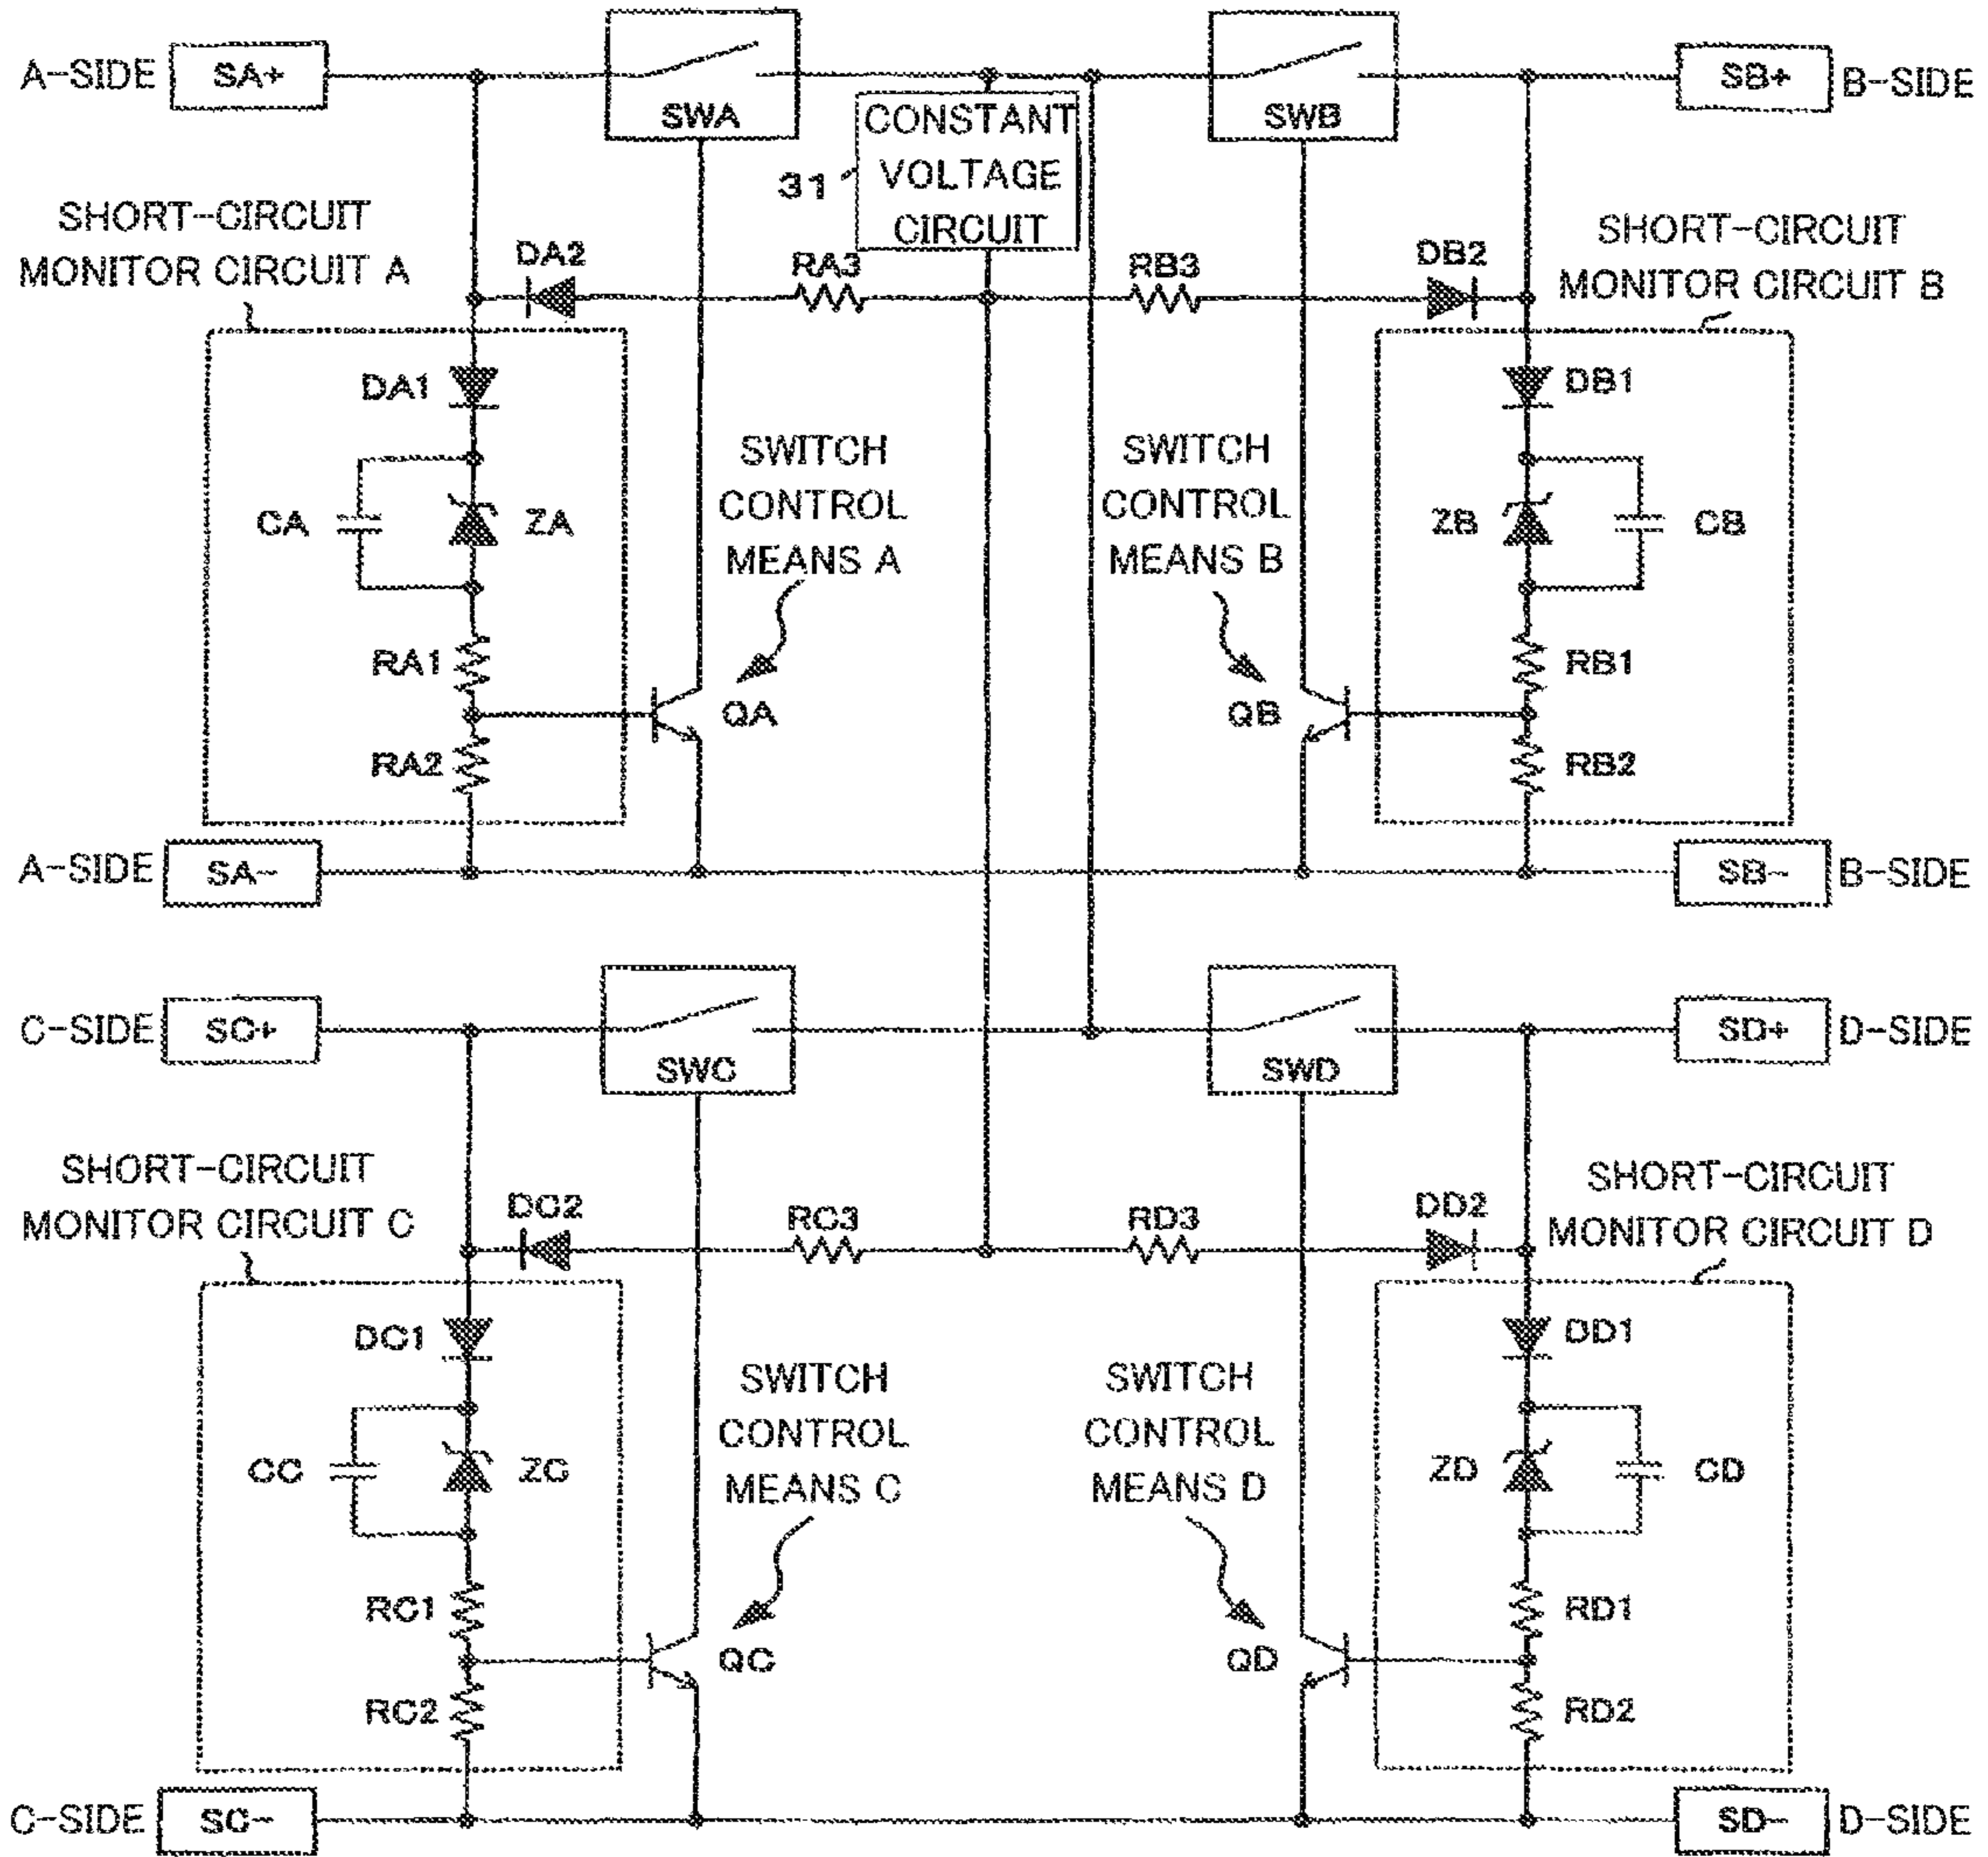 A-SIDE SA+ SWA SWB SB+ B-SIDE
31
CONSTANT
VOLTAGE
CIRCUIT
SHORT-CIRCUIT
MONITOR CIRCUIT A
DA2 RA3 RB3 DB2
SHORT-CIRCUIT
MONITOR CIRCUIT B
DA1
CA ZA
RA1
RA2
SWITCH
CONTROL
MEANS A
QA
SWITCH
CONTROL
MEANS B
QB
DB1
ZB CB
RB1
RB2
A-SIDE SA- SB- B-SIDE
C-SIDE SC+ SWC SWD SD+ D-SIDE
SHORT-CIRCUIT
MONITOR CIRCUIT C
DC2 RC3 RD3 DD2
SHORT-CIRCUIT
MONITOR CIRCUIT D
DC1
CC ZC
RC1
RC2
SWITCH
CONTROL
MEANS C
QC
SWITCH
CONTROL
MEANS D
QD
DD1
ZD CD
RD1
RD2
C-SIDE SC- SD- D-SIDE